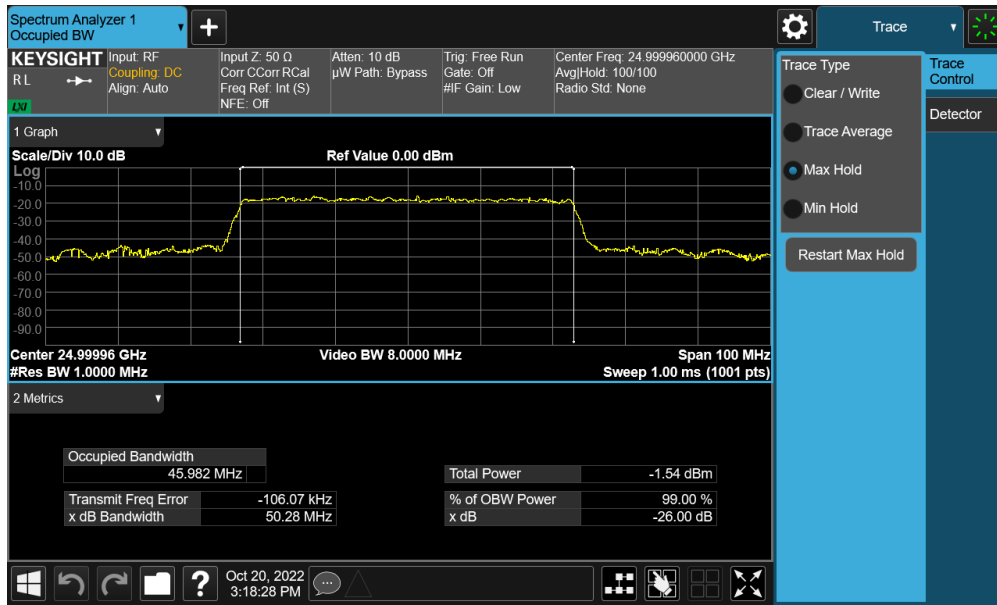 Spectrum Analyzer 1
Occupied BW
+
Trace
KEYSIGHT
R L
LXI
Input: RF
Coupling: DC
Align: Auto
Input Z: 50 Ω
Corr CCorr RCal
Freq Ref: Int (S)
NFE: Off
Atten: 10 dB
µW Path: Bypass
Trig: Free Run
Gate: Off
#IF Gain: Low
Center Freq: 24.999960000 GHz
Avg|Hold: 100/100
Radio Std: None
Trace Type
Clear / Write
Trace Average
Max Hold
Min Hold
Restart Max Hold
Trace
Control
Detector
1 Graph
Scale/Div 10.0 dB
Ref Value 0.00 dBm
Log
-10.0
-20.0
-30.0
-40.0
-50.0
-60.0
-70.0
-80.0
-90.0
Center 24.99996 GHz
Video BW 8.0000 MHz
Span 100 MHz
#Res BW 1.0000 MHz
Sweep 1.00 ms (1001 pts)
2 Metrics
Occupied Bandwidth
45.982 MHz
Total Power -1.54 dBm
Transmit Freq Error -106.07 kHz
% of OBW Power 99.00 %
x dB Bandwidth 50.28 MHz
x dB -26.00 dB
?
Oct 20, 2022
3:18:28 PM